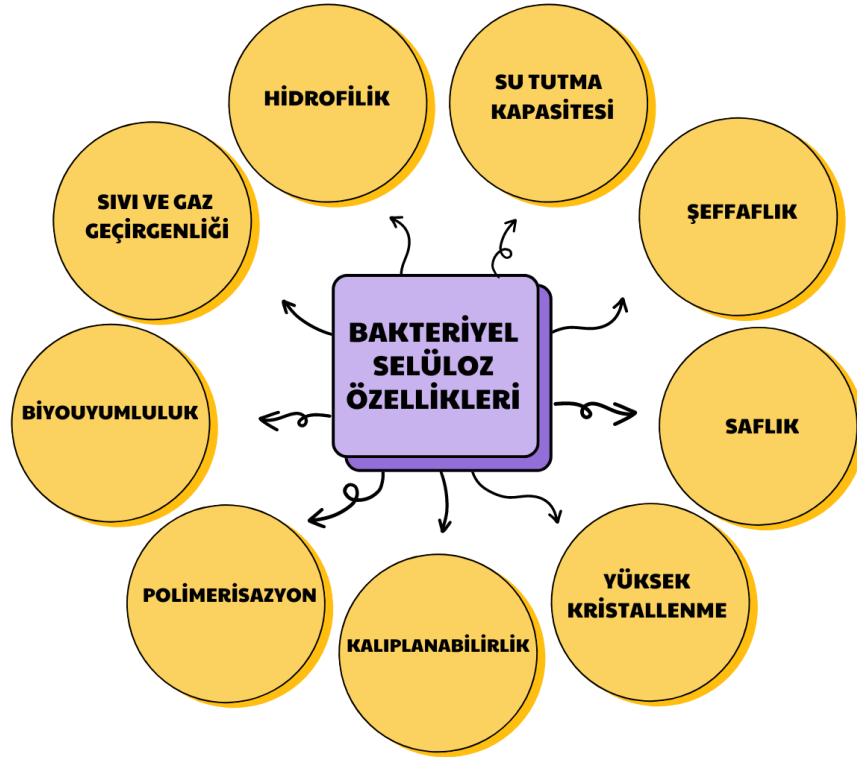 HİDROFİLİK
SU TUTMA
KAPASİTESİ
SIVI VE GAZ
GEÇİRGENLİĞİ
ŞEFFAFLIK
BAKTERİYEL
SELÜLOZ
ÖZELLİKLERİ
BİYOUYUMLULUK
SAFLIK
POLİMERİSAZYON
KALIPLANABİLİRLİK
YÜKSEK
KRİSTALLENME